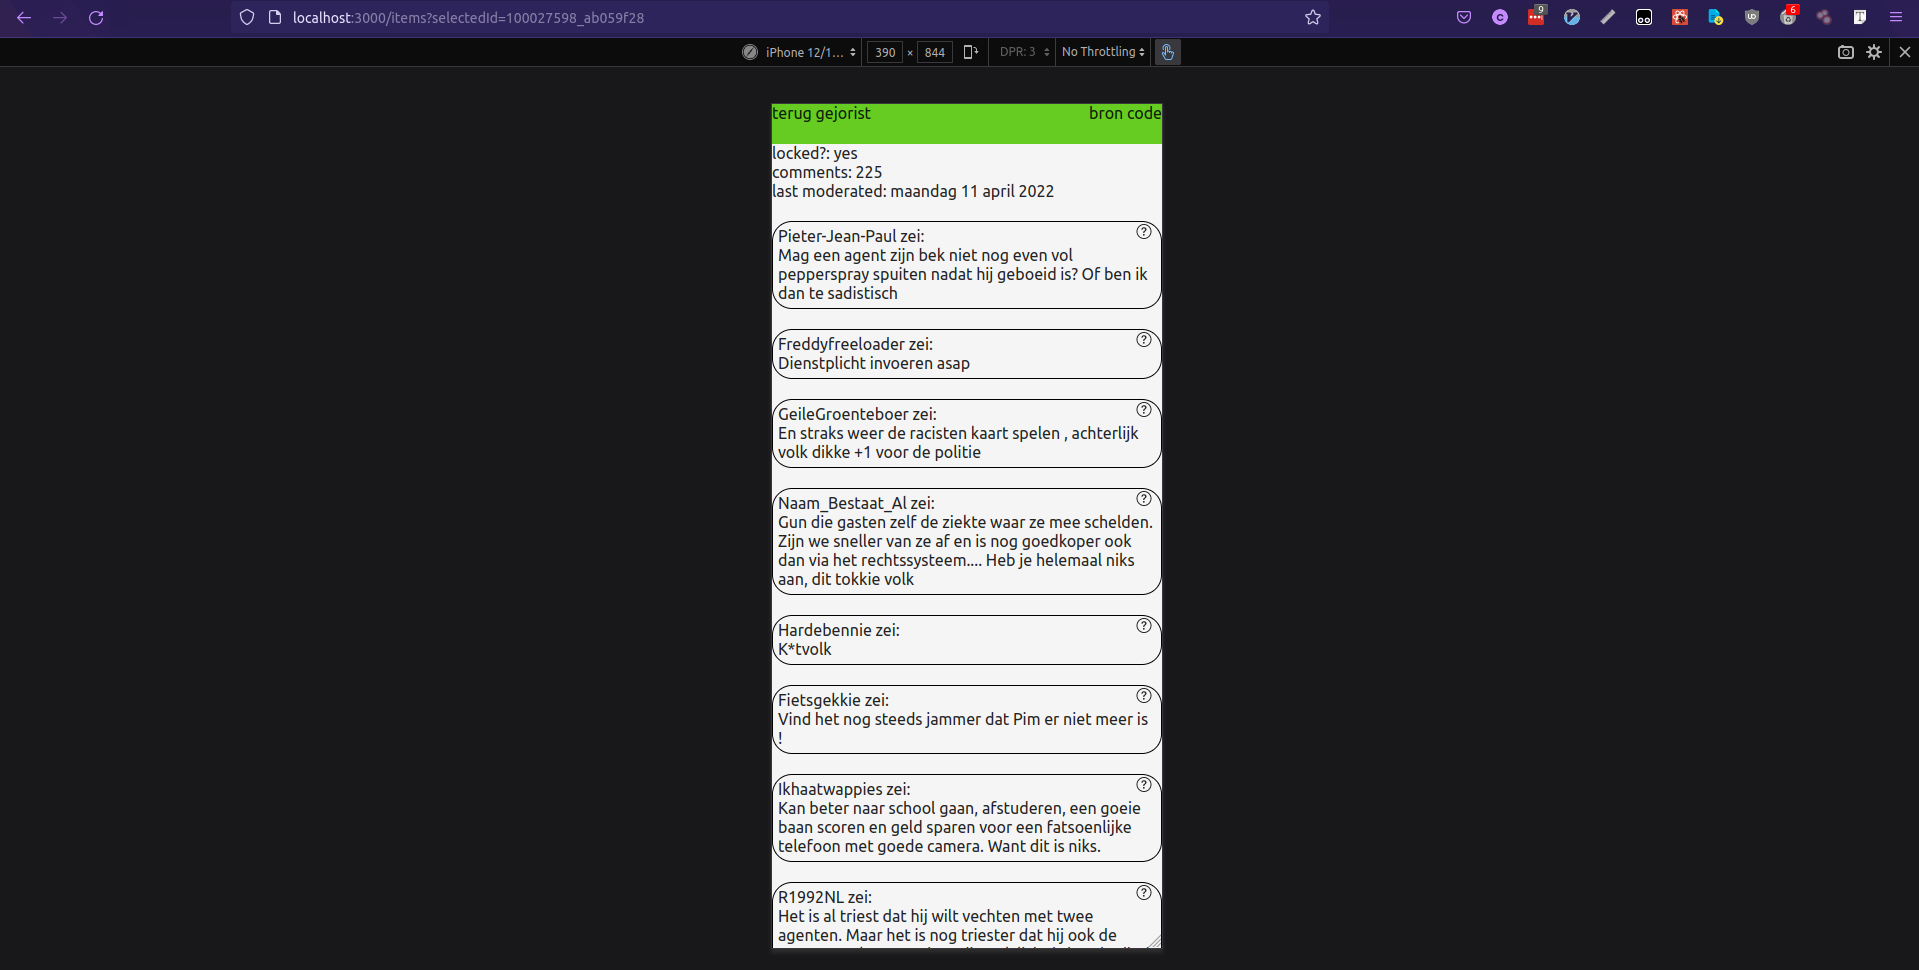 localhost:3000/items?selectedId=100027598_ab059f28
9
6
iPhone 12/1... 390 × 844 DPR: 3 No Throttling
terug gejorist bron code
locked?: yes
comments: 225
last moderated: maandag 11 april 2022
Pieter-Jean-Paul zei: ?
Mag een agent zijn bek niet nog even vol
pepperspray spuiten nadat hij geboeid is? Of ben ik
dan te sadistisch
Freddyfreeloader zei: ?
Dienstplicht invoeren asap
GeileGroenteboer zei: ?
En straks weer de racisten kaart spelen , achterlijk
volk dikke +1 voor de politie
Naam_Bestaat_Al zei: ?
Gun die gasten zelf de ziekte waar ze mee schelden.
Zijn we sneller van ze af en is nog goedkoper ook
dan via het rechtssysteem.... Heb je helemaal niks
aan, dit tokkie volk
Hardebennie zei: ?
K*tvolk
Fietsgekkie zei: ?
Vind het nog steeds jammer dat Pim er niet meer is
!
Ikhaatwappies zei: ?
Kan beter naar school gaan, afstuderen, een goeie
baan scoren en geld sparen voor een fatsoenlijke
telefoon met goede camera. Want dit is niks.
R1992NL zei: ?
Het is al triest dat hij wilt vechten met twee
agenten. Maar het is nog triester dat hij ook de